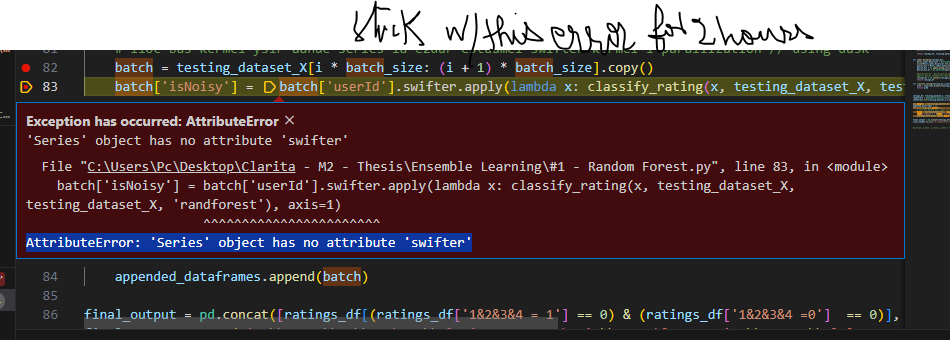 stuck w/this error for 2 hours
82 batch = testing_dataset_X[i * batch_size: (i + 1) * batch_size].copy()
83 batch['isNoisy'] = batch['userId'].swifter.apply(lambda x: classify_rating(x, testing_dataset_X, tes
Exception has occurred: AttributeError ×
'Series' object has no attribute 'swifter'
File "C:\Users\Pc\Desktop\Clarita - M2 - Thesis\Ensemble Learning\#1 - Random Forest.py", line 83, in <module>
batch['isNoisy'] = batch['userId'].swifter.apply(lambda x: classify_rating(x, testing_dataset_X,
testing_dataset_X, 'randforest'), axis=1)
^^^^^^^^^^^^^^^^^^^^^^^
AttributeError: 'Series' object has no attribute 'swifter'
84 appended_dataframes.append(batch)
85
86 final_output = pd.concat([ratings_df[(ratings_df['1&2&3&4 = 1'] == 0) & (ratings_df['1&2&3&4 =0'] == 0)],